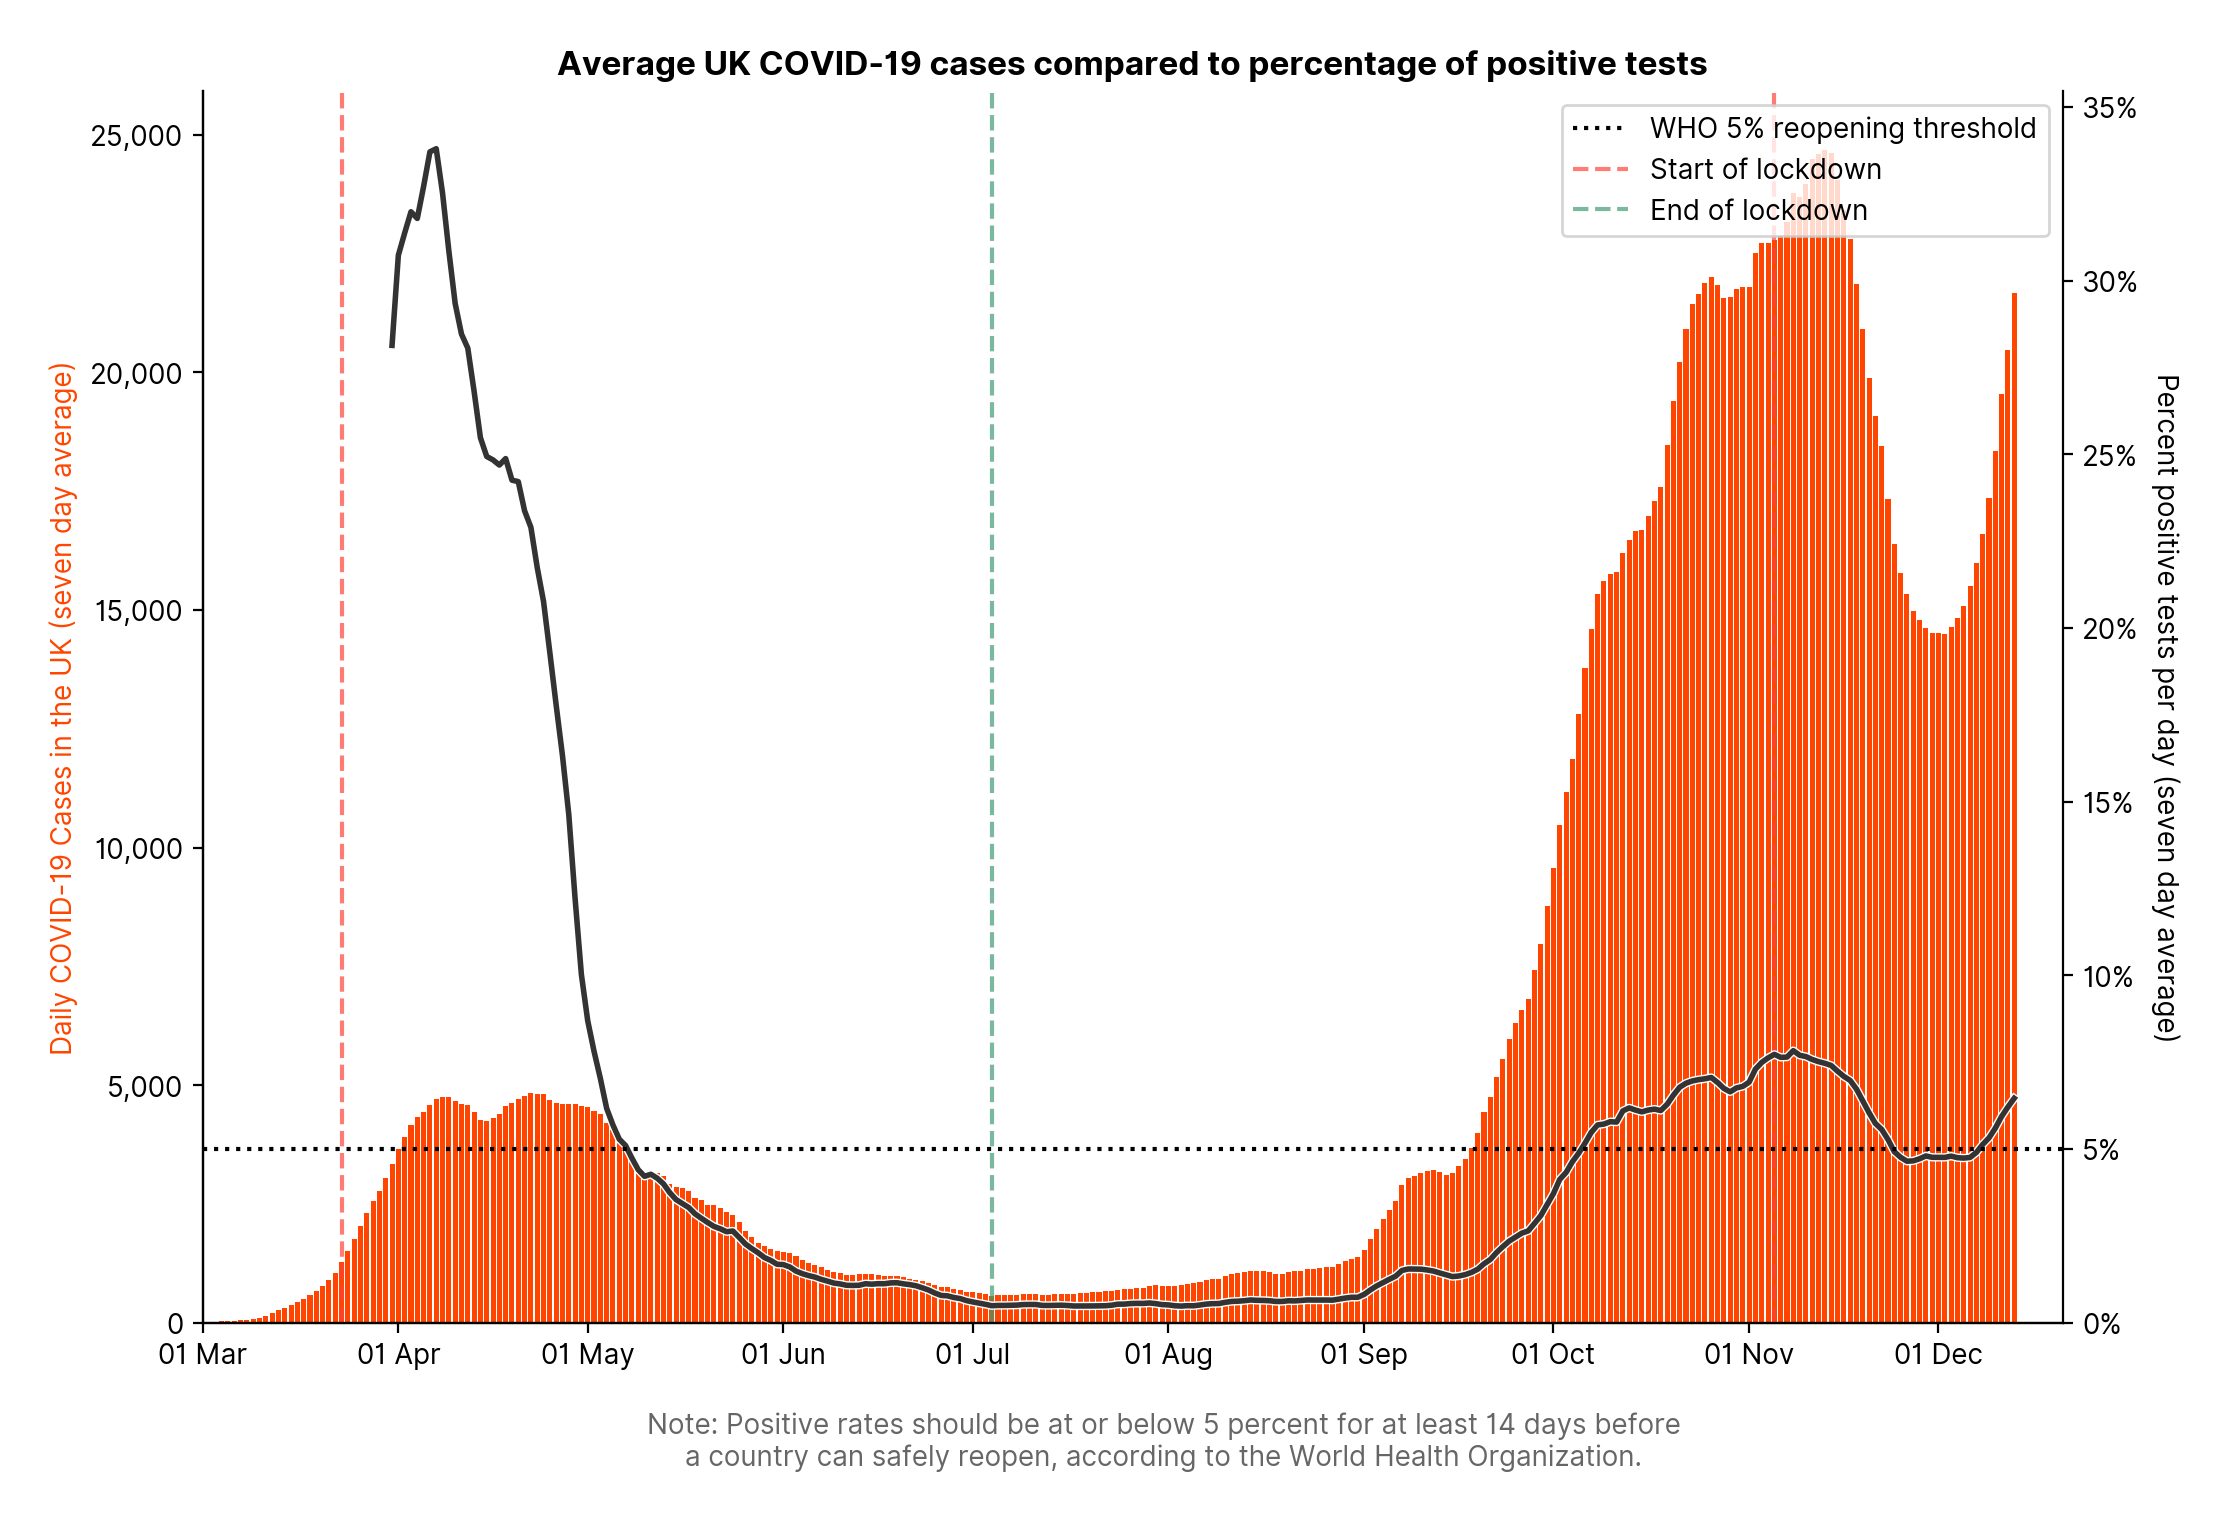 Average UK COVID-19 cases compared to percentage of positive tests
WHO 5% reopening threshold
Start of lockdown
End of lockdown
Daily COVID-19 Cases in the UK (seven day average)
25,000
20,000
15,000
10,000
5,000
0
35%
30%
25%
20%
15%
10%
5%
0%
Percent positive tests per day (seven day average)
01 Mar
01 Apr
01 May
01 Jun
01 Jul
01 Aug
01 Sep
01 Oct
01 Nov
01 Dec
Note: Positive rates should be at or below 5 percent for at least 14 days before
a country can safely reopen, according to the World Health Organization.